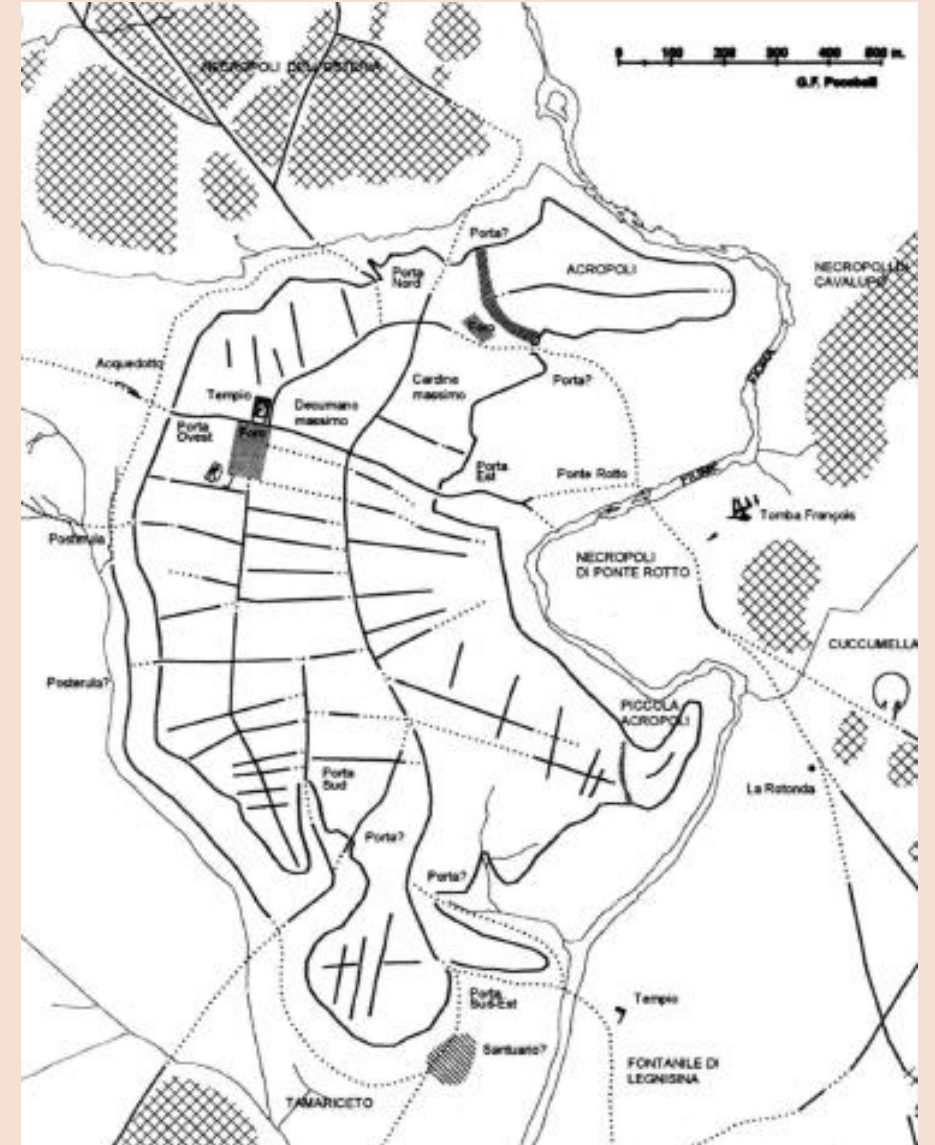 0 100 200 300 400 500 m.
G.F. Pocobelli
NECROPOLI DELL'OSTERIA
Porta?
ACROPOLI
Porta
Nord
NECROPOLI DI
CAVALUPO
Acquedotto
Foro
FIORA
Tempio
Decumano
massimo
Cardine
massimo
Porta?
Porta
Ovest
Foro
Porta
Est
Ponte Rotto
FIUME
Tomba François
Posterula
NECROPOLI
DI PONTE ROTTO
CUCCUMELLA
Posterula?
PICCOLA
ACROPOLI
Porta
Sud
La Rotonda
Porta?
Porta?
Porta
Sud-Est
Tempio
Santuario?
FONTANILE DI
LEGNISINA
TAMARICETO